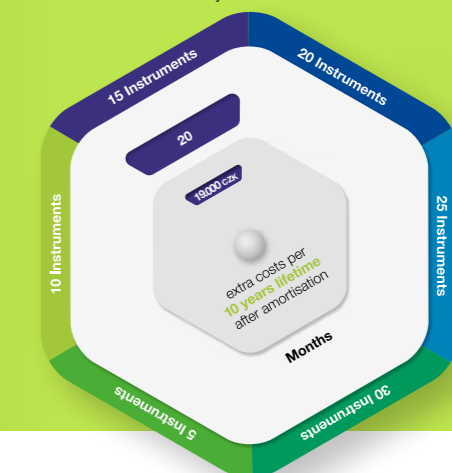 15 Instruments
20 Instruments
20
19.000 CZK
10 Instruments
25 Instruments
extra costs per
10 years lifetime
after amortisation
Months
5 Instruments
30 Instruments